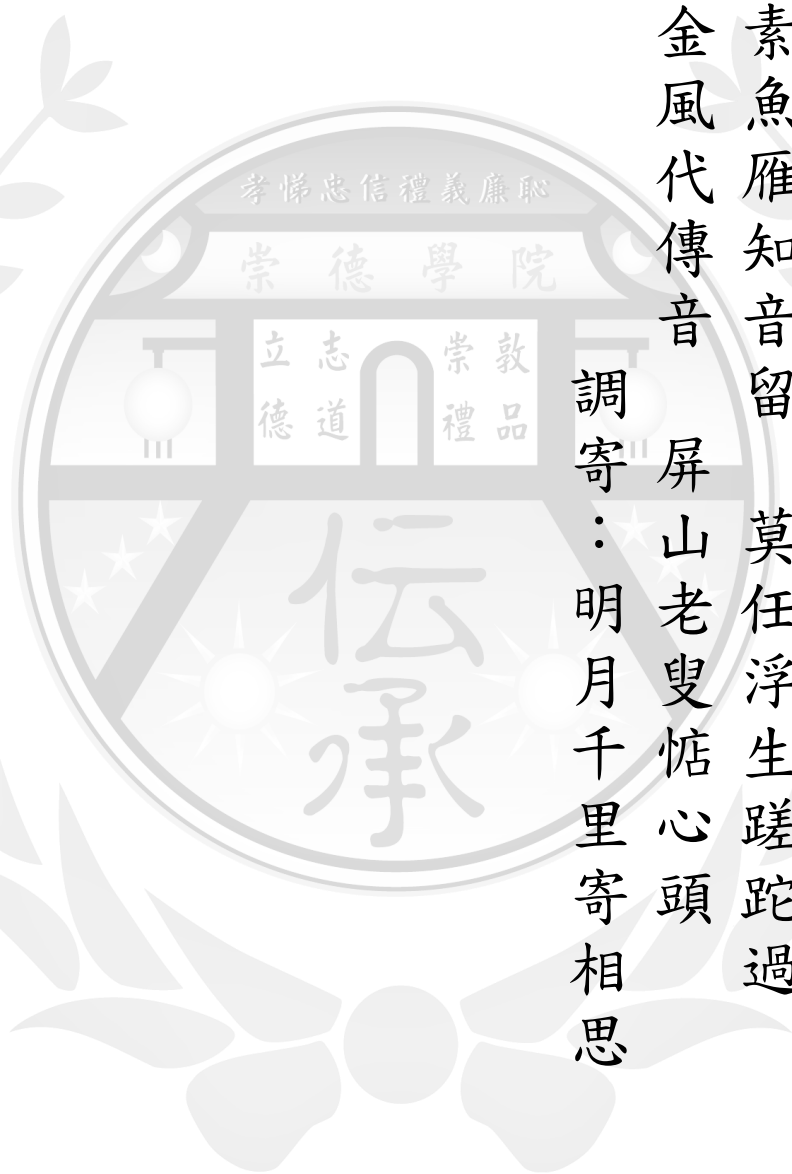 素魚雁知音留　莫任浮生蹉跎過
金風代傳音　屏山老叟惦心頭
調寄：明月千里寄相思
孝悌忠信禮義廉恥
崇德學院
敦品崇禮
立德志道
伝承